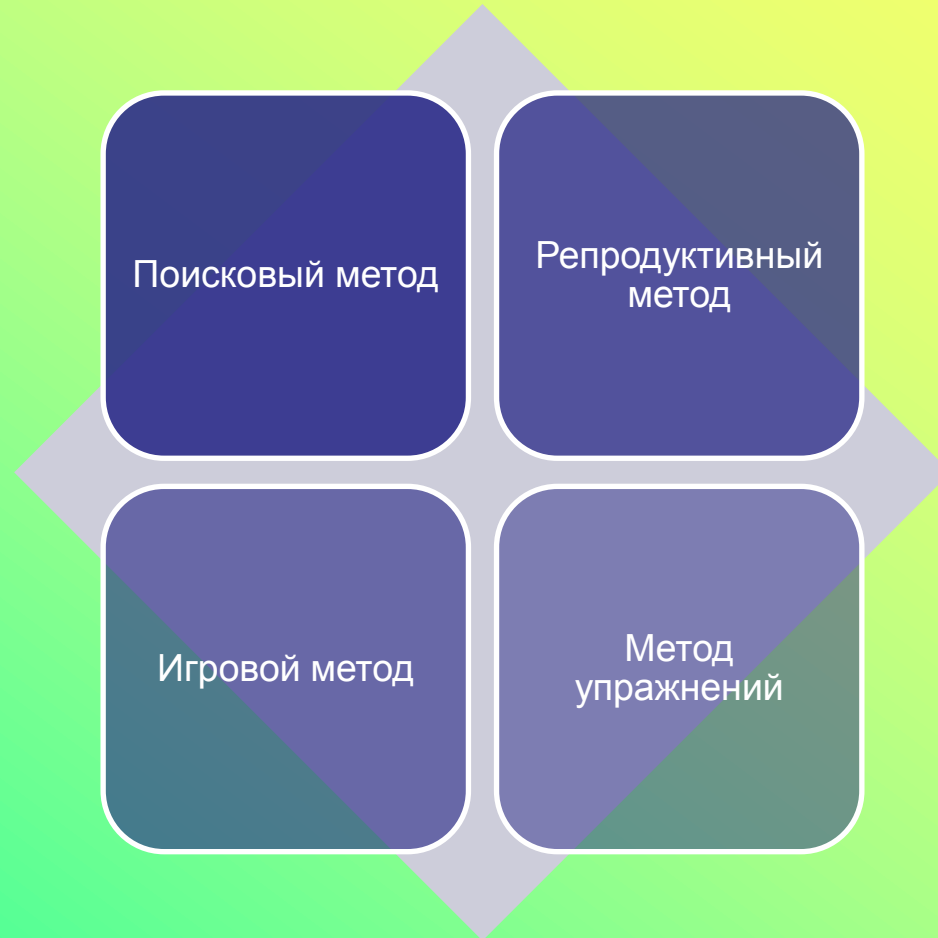 Поисковый метод
Репродуктивный
метод
Игровой метод
Метод
упражнений